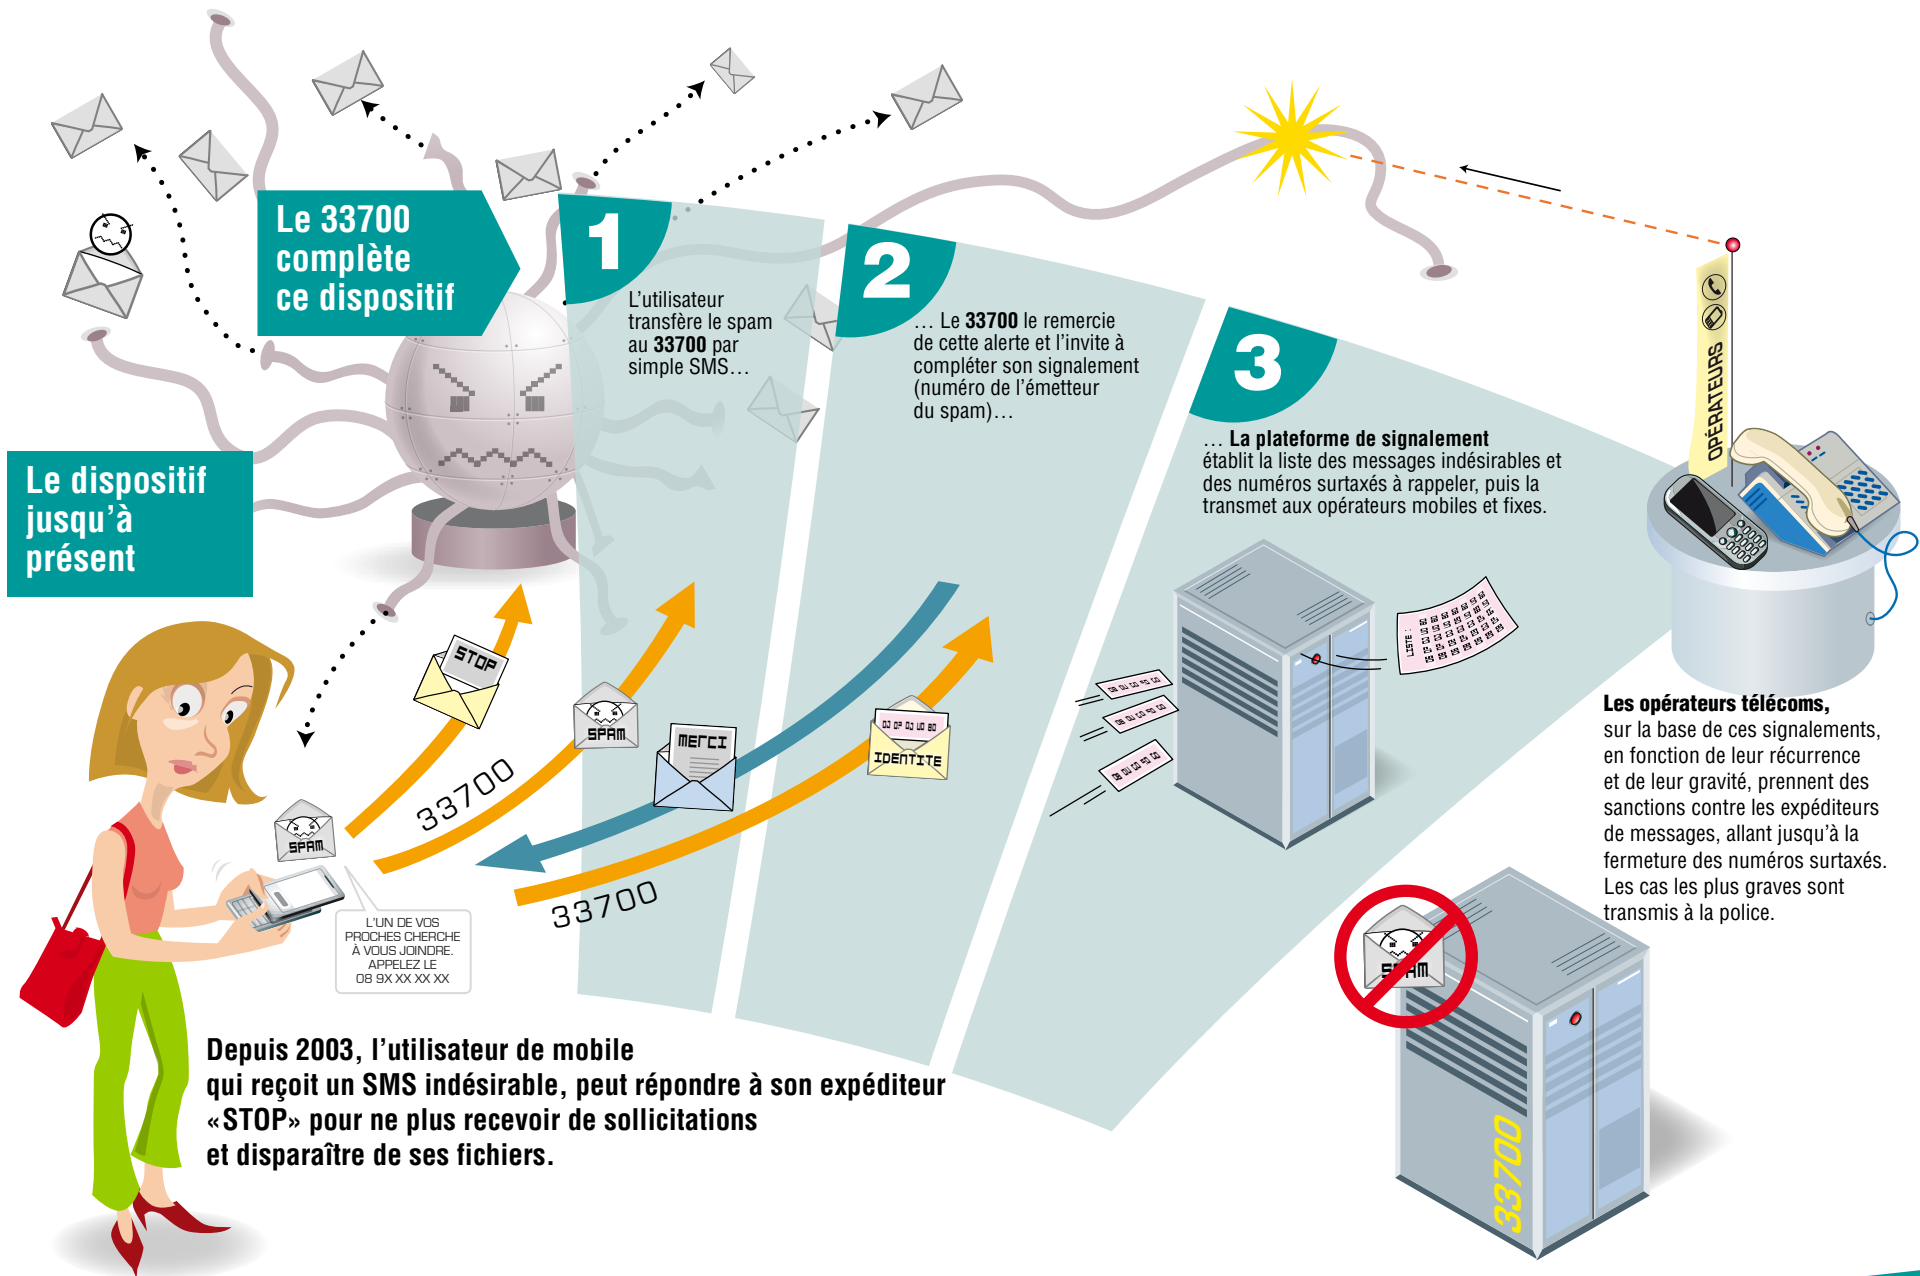 Le 33700
complète
ce dispositif
1
L'utilisateur
transfère le spam
au 33700 par
simple SMS…
2
… Le 33700 le remercie
de cette alerte et l'invite à
compléter son signalement
(numéro de l'émetteur
du spam)…
3
… La plateforme de signalement
établit la liste des messages indésirables et
des numéros surtaxés à rappeler, puis la
transmet aux opérateurs mobiles et fixes.
OPÉRATEURS
Le dispositif
jusqu'à
présent
STOP
SPAM
MERCI
IDENTITE
LISTE :
SPAM
33700
33700
L'UN DE VOS
PROCHES CHERCHE
À VOUS JOINDRE.
APPELEZ LE
08 9X XX XX XX
Les opérateurs télécoms,
sur la base de ces signalements,
en fonction de leur récurrence
et de leur gravité, prennent des
sanctions contre les expéditeurs
de messages, allant jusqu'à la
fermeture des numéros surtaxés.
Les cas les plus graves sont
transmis à la police.
SPAM
33700
Depuis 2003, l'utilisateur de mobile
qui reçoit un SMS indésirable, peut répondre à son expéditeur
«STOP» pour ne plus recevoir de sollicitations
et disparaître de ses fichiers.